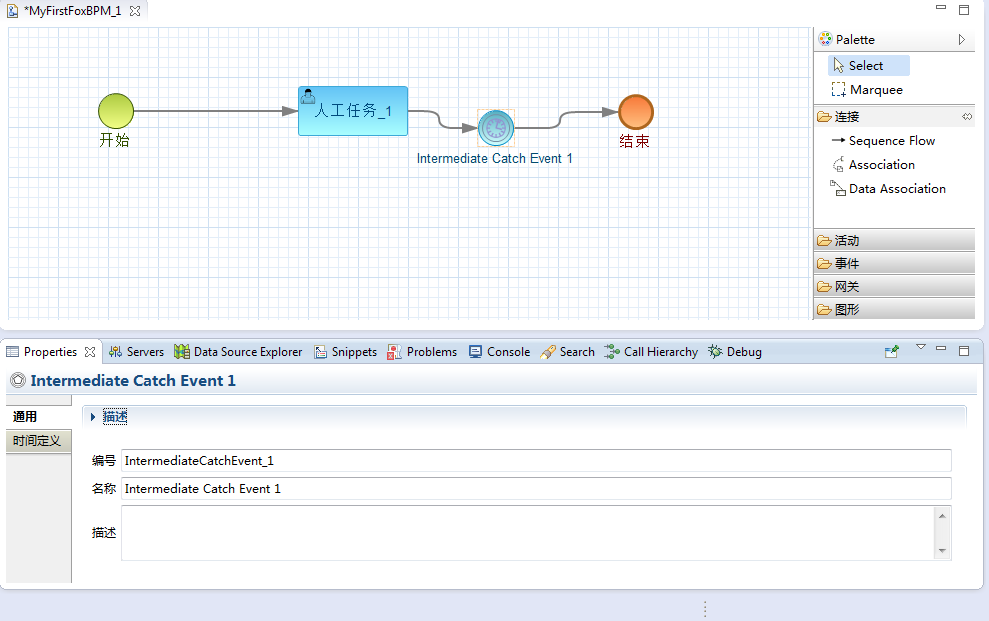 *MyFirstFoxBPM_1
开始
人工任务_1
Intermediate Catch Event 1
结束
Palette
Select
Marquee
连接
Sequence Flow
Association
Data Association
活动
事件
网关
图形
Properties
Servers
Data Source Explorer
Snippets
Problems
Console
Search
Call Hierarchy
Debug
Intermediate Catch Event 1
通用
时间定义
描述
编号
IntermediateCatchEvent_1
名称
Intermediate Catch Event 1
描述